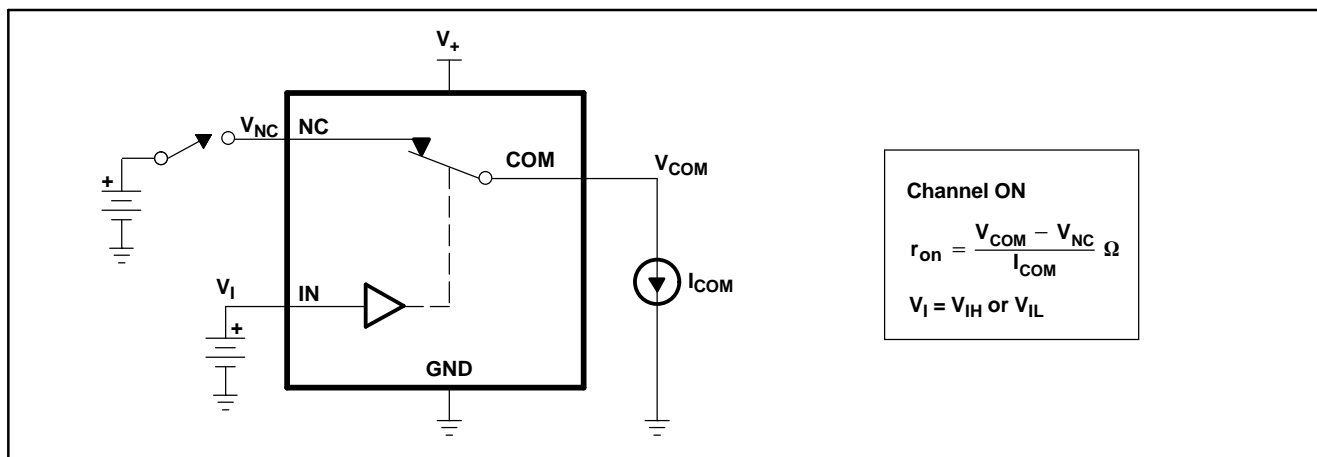 V+
VNC NC
COM
VCOM
+
VI IN
+
ICOM
GND
Channel ON
ron = VCOM − VNC / ICOM Ω
VI = VIH or VIL